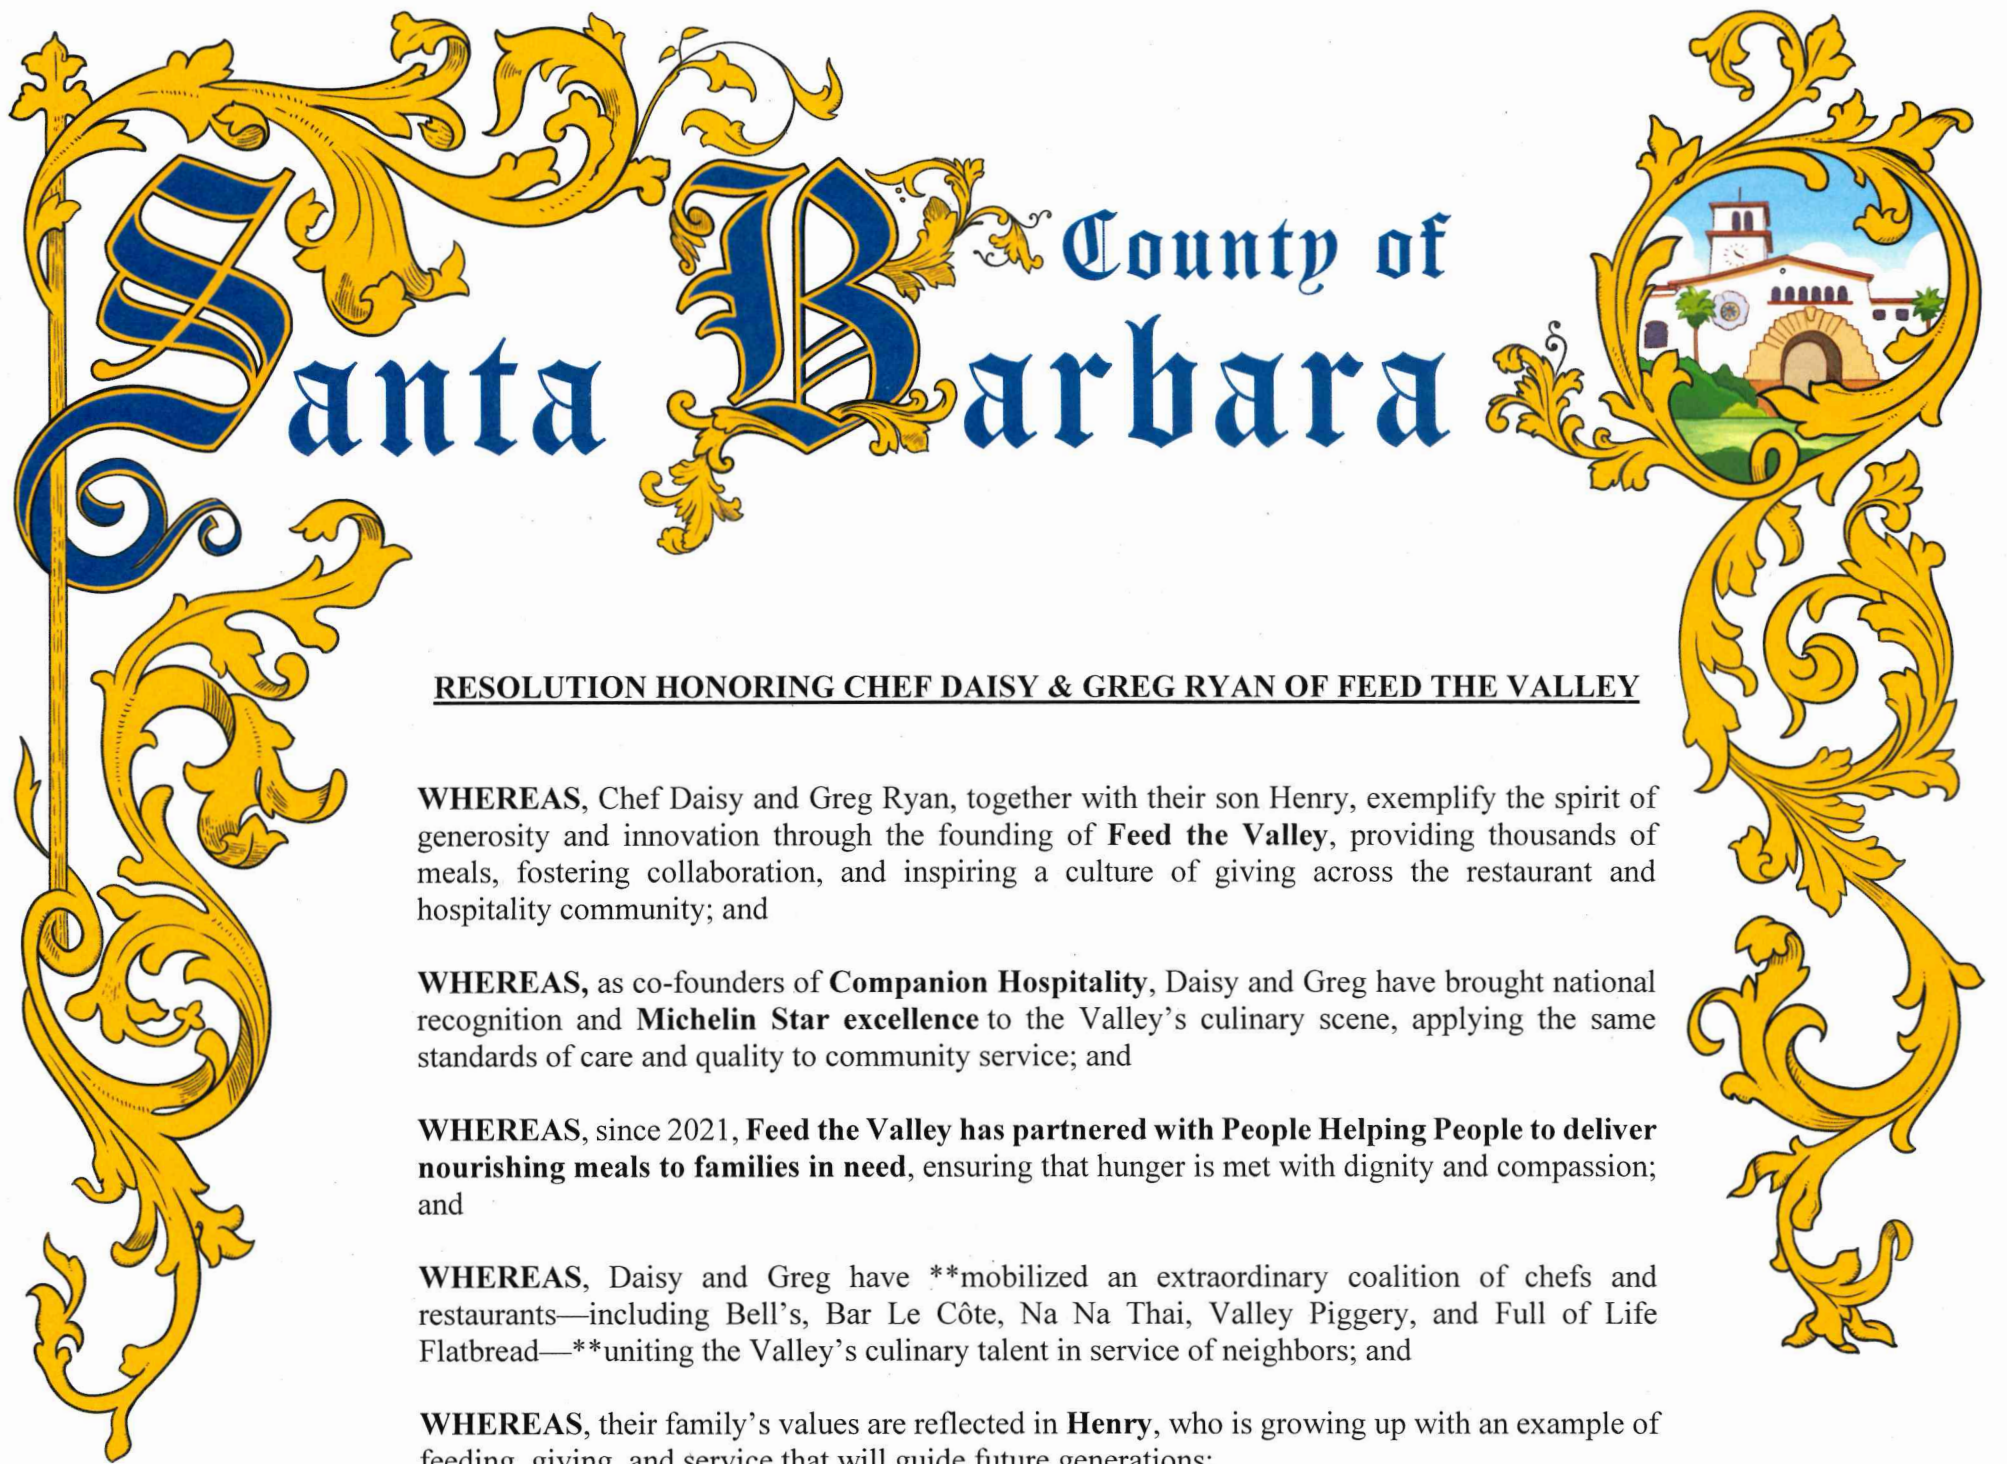 County of
Santa Barbara
RESOLUTION HONORING CHEF DAISY & GREG RYAN OF FEED THE VALLEY
WHEREAS, Chef Daisy and Greg Ryan, together with their son Henry, exemplify the spirit of
generosity and innovation through the founding of Feed the Valley, providing thousands of
meals, fostering collaboration, and inspiring a culture of giving across the restaurant and
hospitality community; and
WHEREAS, as co-founders of Companion Hospitality, Daisy and Greg have brought national
recognition and Michelin Star excellence to the Valley’s culinary scene, applying the same
standards of care and quality to community service; and
WHEREAS, since 2021, Feed the Valley has partnered with People Helping People to deliver
nourishing meals to families in need, ensuring that hunger is met with dignity and compassion;
and
WHEREAS, Daisy and Greg have **mobilized an extraordinary coalition of chefs and
restaurants—including Bell’s, Bar Le Côte, Na Na Thai, Valley Piggery, and Full of Life
Flatbread—**uniting the Valley’s culinary talent in service of neighbors; and
WHEREAS, their family’s values are reflected in Henry, who is growing up with an example of
feeding, giving, and service that will guide future generations;